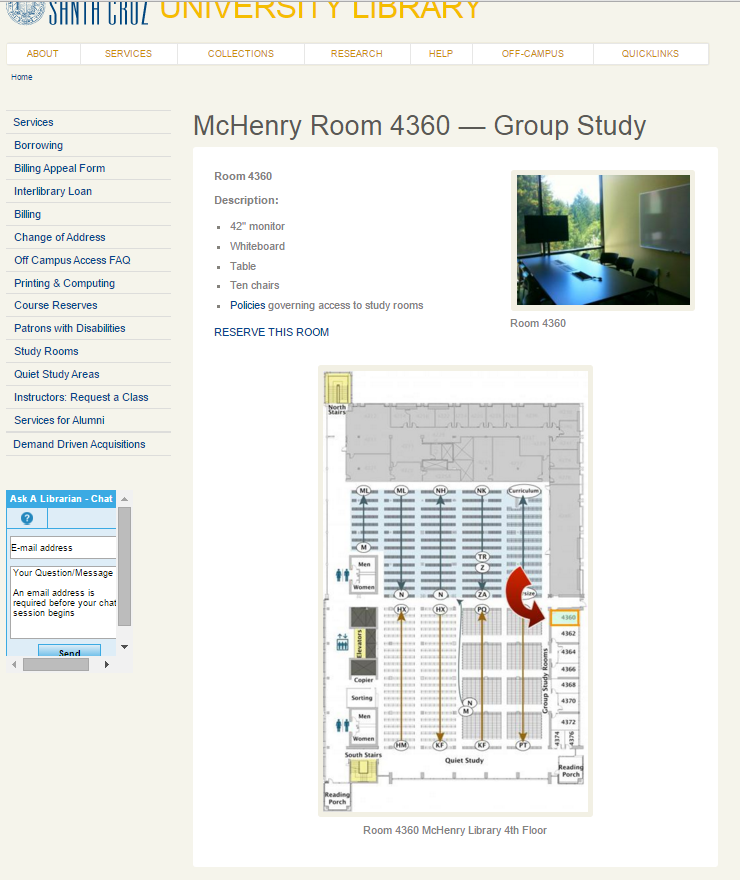 SANTA CRUZ UNIVERSITY LIBRARY
ABOUT SERVICES COLLECTIONS RESEARCH HELP OFF-CAMPUS QUICKLINKS
Home
Services
Borrowing
Billing Appeal Form
Interlibrary Loan
Billing
Change of Address
Off Campus Access FAQ
Printing & Computing
Course Reserves
Patrons with Disabilities
Study Rooms
Quiet Study Areas
Instructors: Request a Class
Services for Alumni
Demand Driven Acquisitions
Ask A Librarian - Chat
?
E-mail address
Your Question/Message
An email address is
required before your chat
session begins
Send
McHenry Room 4360 — Group Study
Room 4360
Description:
42" monitor
Whiteboard
Table
Ten chairs
Policies governing access to study rooms
RESERVE THIS ROOM
Room 4360
North
Stairs
ML ML NH NK Curriculum
M
TR
Z
Men
Women
N N ZA
HX HX PQ
4360
4362
4364
4366
4368
4370
4372
4374 4376
Group Study Rooms
Elevators
Copier
Sorting
Men
Women
N
M
HM KF KF PT
South Stairs
Quiet Study
Reading
Porch
Reading
Porch
Room 4360 McHenry Library 4th Floor